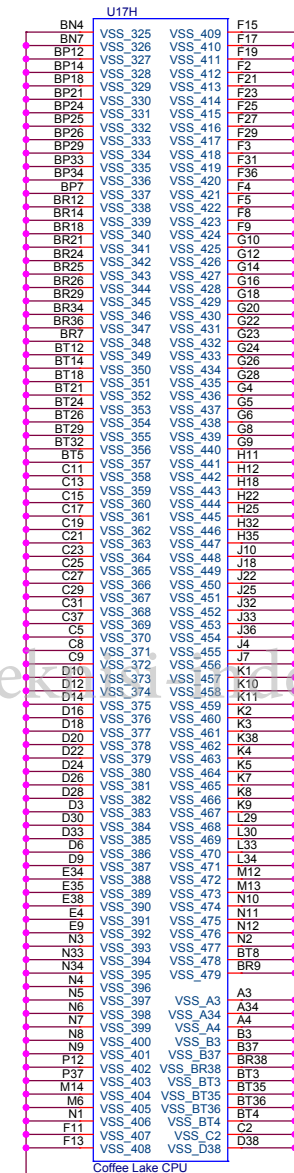 U17H
BN4 VSS_325 VSS_409 F15
BN7 VSS_326 VSS_410 F17
BP12 VSS_327 VSS_411 F19
BP14 VSS_328 VSS_412 F2
BP18 VSS_329 VSS_413 F21
BP21 VSS_330 VSS_414 F23
BP24 VSS_331 VSS_415 F25
BP25 VSS_332 VSS_416 F27
BP26 VSS_333 VSS_417 F29
BP29 VSS_334 VSS_418 F3
BP33 VSS_335 VSS_419 F31
BP34 VSS_336 VSS_420 F36
BP7 VSS_337 VSS_421 F4
BR12 VSS_338 VSS_422 F5
BR14 VSS_339 VSS_423 F8
BR18 VSS_340 VSS_424 F9
BR21 VSS_341 VSS_425 G10
BR24 VSS_342 VSS_426 G12
BR25 VSS_343 VSS_427 G14
BR26 VSS_344 VSS_428 G16
BR29 VSS_345 VSS_429 G18
BR34 VSS_346 VSS_430 G20
BR36 VSS_347 VSS_431 G22
BR7 VSS_348 VSS_432 G23
BT12 VSS_349 VSS_433 G24
BT14 VSS_350 VSS_434 G26
BT18 VSS_351 VSS_435 G28
BT21 VSS_352 VSS_436 G4
BT24 VSS_353 VSS_437 G5
BT26 VSS_354 VSS_438 G6
BT29 VSS_355 VSS_439 G8
BT32 VSS_356 VSS_440 G9
BT5 VSS_357 VSS_441 H11
C11 VSS_358 VSS_442 H12
C13 VSS_359 VSS_443 H18
C15 VSS_360 VSS_444 H22
C17 VSS_361 VSS_445 H25
C19 VSS_362 VSS_446 H32
C21 VSS_363 VSS_447 H35
C23 VSS_364 VSS_448 J10
C25 VSS_365 VSS_449 J18
C27 VSS_366 VSS_450 J22
C29 VSS_367 VSS_451 J25
C31 VSS_368 VSS_452 J32
C37 VSS_369 VSS_453 J33
C5 VSS_370 VSS_454 J36
C8 VSS_371 VSS_455 J4
C9 VSS_372 VSS_456 J7
D10 VSS_373 VSS_457 K1
D12 VSS_374 VSS_458 K10
D14 VSS_375 VSS_459 K11
D16 VSS_376 VSS_460 K2
D18 VSS_377 VSS_461 K3
D20 VSS_378 VSS_462 K38
D22 VSS_379 VSS_463 K4
D24 VSS_380 VSS_464 K5
D26 VSS_381 VSS_465 K7
D28 VSS_382 VSS_466 K8
D3 VSS_383 VSS_467 K9
D30 VSS_384 VSS_468 L29
D33 VSS_385 VSS_469 L30
D6 VSS_386 VSS_470 L33
D9 VSS_387 VSS_471 L34
E34 VSS_388 VSS_472 M12
E35 VSS_389 VSS_473 M13
E38 VSS_390 VSS_474 N10
E4 VSS_391 VSS_475 N11
E9 VSS_392 VSS_476 N12
N3 VSS_393 VSS_477 N2
N33 VSS_394 VSS_478 BT8
N34 VSS_395 VSS_479 BR9
N4 VSS_396
N5 VSS_397 VSS_A3 A3
N6 VSS_398 VSS_A34 A34
N7 VSS_399 VSS_A4 A4
N8 VSS_400 VSS_B3 B3
N9 VSS_401 VSS_B37 B37
P12 VSS_402 VSS_BR38 BR38
P37 VSS_403 VSS_BT3 BT3
M14 VSS_404 VSS_BT35 BT35
M6 VSS_405 VSS_BT36 BT36
N1 VSS_406 VSS_BT4 BT4
F11 VSS_407 VSS_C2 C2
F13 VSS_408 VSS_D38 D38
Coffee Lake CPU